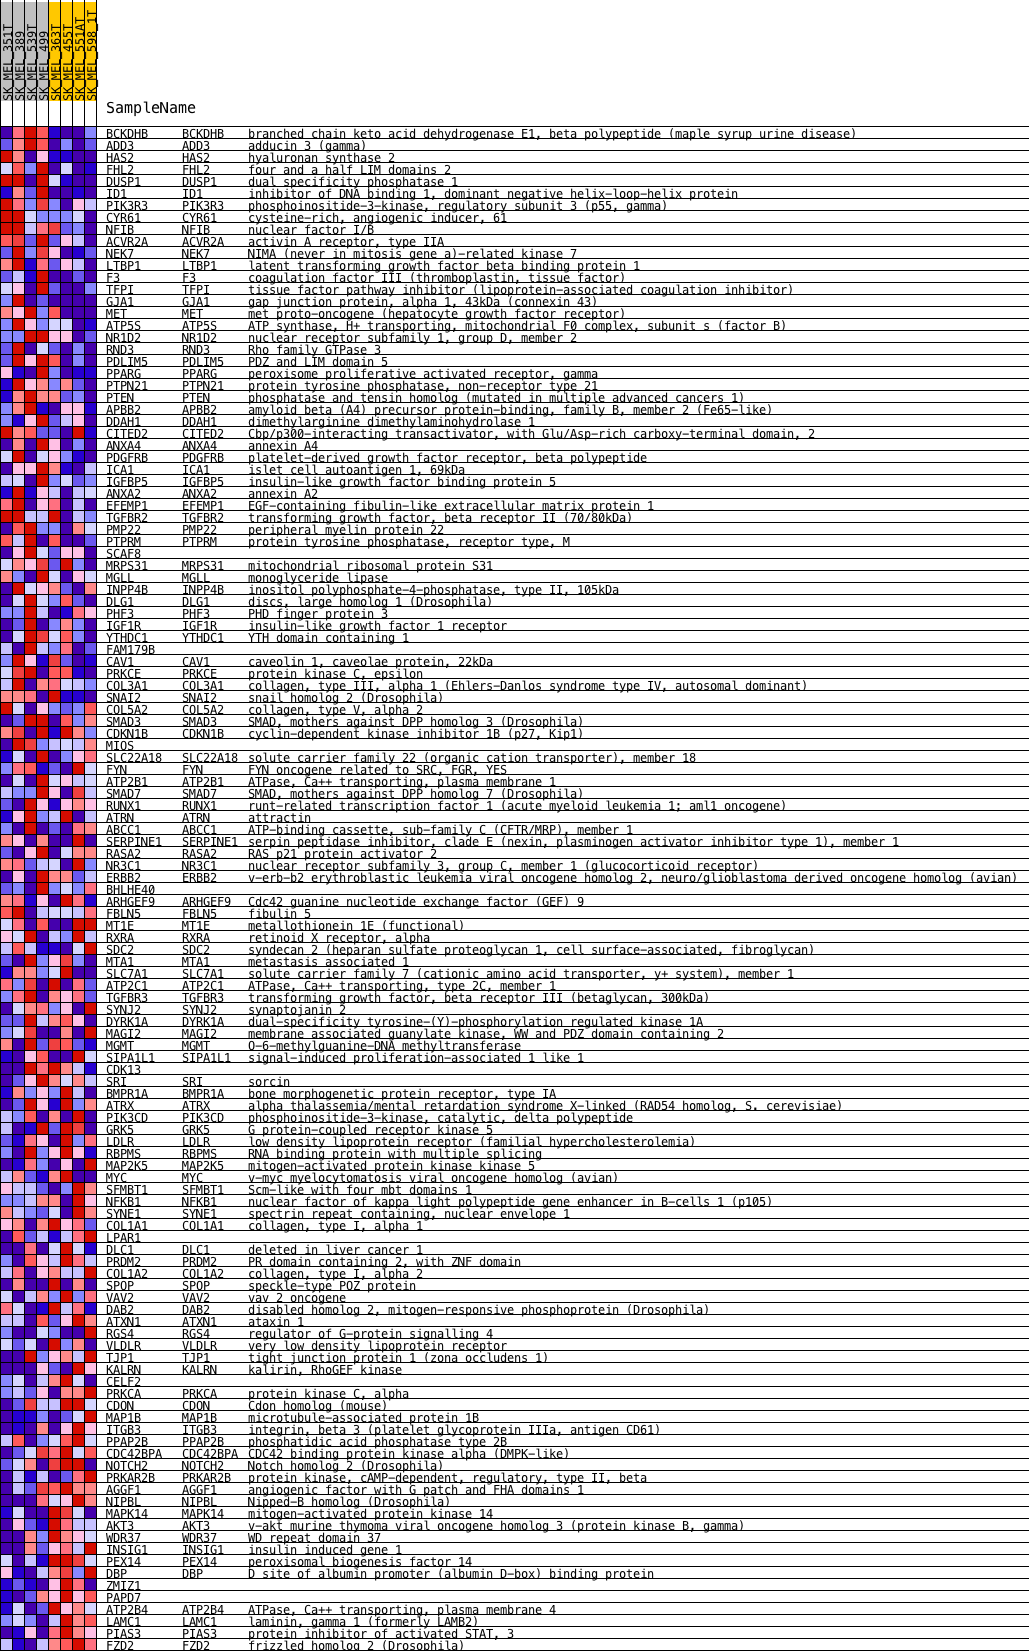 SK_MEL_351T
SK_MEL_389
SK_MEL_539T
SK_MEL_499
SK_MEL_363T
SK_MEL_455T
SK_MEL_551AT
SK_MEL_598_1T
SampleName
BCKDHB BCKDHB branched chain keto acid dehydrogenase E1, beta polypeptide (maple syrup urine disease)
ADD3 ADD3 adducin 3 (gamma)
HAS2 HAS2 hyaluronan synthase 2
FHL2 FHL2 four and a half LIM domains 2
DUSP1 DUSP1 dual specificity phosphatase 1
ID1 ID1 inhibitor of DNA binding 1, dominant negative helix-loop-helix protein
PIK3R3 PIK3R3 phosphoinositide-3-kinase, regulatory subunit 3 (p55, gamma)
CYR61 CYR61 cysteine-rich, angiogenic inducer, 61
NFIB NFIB nuclear factor I/B
ACVR2A ACVR2A activin A receptor, type IIA
NEK7 NEK7 NIMA (never in mitosis gene a)-related kinase 7
LTBP1 LTBP1 latent transforming growth factor beta binding protein 1
F3 F3 coagulation factor III (thromboplastin, tissue factor)
TFPI TFPI tissue factor pathway inhibitor (lipoprotein-associated coagulation inhibitor)
GJA1 GJA1 gap junction protein, alpha 1, 43kDa (connexin 43)
MET MET met proto-oncogene (hepatocyte growth factor receptor)
ATP5S ATP5S ATP synthase, H+ transporting, mitochondrial F0 complex, subunit s (factor B)
NR1D2 NR1D2 nuclear receptor subfamily 1, group D, member 2
RND3 RND3 Rho family GTPase 3
PDLIM5 PDLIM5 PDZ and LIM domain 5
PPARG PPARG peroxisome proliferative activated receptor, gamma
PTPN21 PTPN21 protein tyrosine phosphatase, non-receptor type 21
PTEN PTEN phosphatase and tensin homolog (mutated in multiple advanced cancers 1)
APBB2 APBB2 amyloid beta (A4) precursor protein-binding, family B, member 2 (Fe65-like)
DDAH1 DDAH1 dimethylarginine dimethylaminohydrolase 1
CITED2 CITED2 Cbp/p300-interacting transactivator, with Glu/Asp-rich carboxy-terminal domain, 2
ANXA4 ANXA4 annexin A4
PDGFRB PDGFRB platelet-derived growth factor receptor, beta polypeptide
ICA1 ICA1 islet cell autoantigen 1, 69kDa
IGFBP5 IGFBP5 insulin-like growth factor binding protein 5
ANXA2 ANXA2 annexin A2
EFEMP1 EFEMP1 EGF-containing fibulin-like extracellular matrix protein 1
TGFBR2 TGFBR2 transforming growth factor, beta receptor II (70/80kDa)
PMP22 PMP22 peripheral myelin protein 22
PTPRM PTPRM protein tyrosine phosphatase, receptor type, M
SCAF8
MRPS31 MRPS31 mitochondrial ribosomal protein S31
MGLL MGLL monoglyceride lipase
INPP4B INPP4B inositol polyphosphate-4-phosphatase, type II, 105kDa
DLG1 DLG1 discs, large homolog 1 (Drosophila)
PHF3 PHF3 PHD finger protein 3
IGF1R IGF1R insulin-like growth factor 1 receptor
YTHDC1 YTHDC1 YTH domain containing 1
FAM179B
CAV1 CAV1 caveolin 1, caveolae protein, 22kDa
PRKCE PRKCE protein kinase C, epsilon
COL3A1 COL3A1 collagen, type III, alpha 1 (Ehlers-Danlos syndrome type IV, autosomal dominant)
SNAI2 SNAI2 snail homolog 2 (Drosophila)
COL5A2 COL5A2 collagen, type V, alpha 2
SMAD3 SMAD3 SMAD, mothers against DPP homolog 3 (Drosophila)
CDKN1B CDKN1B cyclin-dependent kinase inhibitor 1B (p27, Kip1)
MIOS
SLC22A18 SLC22A18 solute carrier family 22 (organic cation transporter), member 18
FYN FYN FYN oncogene related to SRC, FGR, YES
ATP2B1 ATP2B1 ATPase, Ca++ transporting, plasma membrane 1
SMAD7 SMAD7 SMAD, mothers against DPP homolog 7 (Drosophila)
RUNX1 RUNX1 runt-related transcription factor 1 (acute myeloid leukemia 1; aml1 oncogene)
ATRN ATRN attractin
ABCC1 ABCC1 ATP-binding cassette, sub-family C (CFTR/MRP), member 1
SERPINE1 SERPINE1 serpin peptidase inhibitor, clade E (nexin, plasminogen activator inhibitor type 1), member 1
RASA2 RASA2 RAS p21 protein activator 2
NR3C1 NR3C1 nuclear receptor subfamily 3, group C, member 1 (glucocorticoid receptor)
ERBB2 ERBB2 v-erb-b2 erythroblastic leukemia viral oncogene homolog 2, neuro/glioblastoma derived oncogene homolog (avian)
BHLHE40
ARHGEF9 ARHGEF9 Cdc42 guanine nucleotide exchange factor (GEF) 9
FBLN5 FBLN5 fibulin 5
MT1E MT1E metallothionein 1E (functional)
RXRA RXRA retinoid X receptor, alpha
SDC2 SDC2 syndecan 2 (heparan sulfate proteoglycan 1, cell surface-associated, fibroglycan)
MTA1 MTA1 metastasis associated 1
SLC7A1 SLC7A1 solute carrier family 7 (cationic amino acid transporter, y+ system), member 1
ATP2C1 ATP2C1 ATPase, Ca++ transporting, type 2C, member 1
TGFBR3 TGFBR3 transforming growth factor, beta receptor III (betaglycan, 300kDa)
SYNJ2 SYNJ2 synaptojanin 2
DYRK1A DYRK1A dual-specificity tyrosine-(Y)-phosphorylation regulated kinase 1A
MAGI2 MAGI2 membrane associated guanylate kinase, WW and PDZ domain containing 2
MGMT MGMT O-6-methylguanine-DNA methyltransferase
SIPA1L1 SIPA1L1 signal-induced proliferation-associated 1 like 1
CDK13
SRI SRI sorcin
BMPR1A BMPR1A bone morphogenetic protein receptor, type IA
ATRX ATRX alpha thalassemia/mental retardation syndrome X-linked (RAD54 homolog, S. cerevisiae)
PIK3CD PIK3CD phosphoinositide-3-kinase, catalytic, delta polypeptide
GRK5 GRK5 G protein-coupled receptor kinase 5
LDLR LDLR low density lipoprotein receptor (familial hypercholesterolemia)
RBPMS RBPMS RNA binding protein with multiple splicing
MAP2K5 MAP2K5 mitogen-activated protein kinase kinase 5
MYC MYC v-myc myelocytomatosis viral oncogene homolog (avian)
SFMBT1 SFMBT1 Scm-like with four mbt domains 1
NFKB1 NFKB1 nuclear factor of kappa light polypeptide gene enhancer in B-cells 1 (p105)
SYNE1 SYNE1 spectrin repeat containing, nuclear envelope 1
COL1A1 COL1A1 collagen, type I, alpha 1
LPAR1
DLC1 DLC1 deleted in liver cancer 1
PRDM2 PRDM2 PR domain containing 2, with ZNF domain
COL1A2 COL1A2 collagen, type I, alpha 2
SPOP SPOP speckle-type POZ protein
VAV2 VAV2 vav 2 oncogene
DAB2 DAB2 disabled homolog 2, mitogen-responsive phosphoprotein (Drosophila)
ATXN1 ATXN1 ataxin 1
RGS4 RGS4 regulator of G-protein signalling 4
VLDLR VLDLR very low density lipoprotein receptor
TJP1 TJP1 tight junction protein 1 (zona occludens 1)
KALRN KALRN kalirin, RhoGEF kinase
CELF2
PRKCA PRKCA protein kinase C, alpha
CDON CDON Cdon homolog (mouse)
MAP1B MAP1B microtubule-associated protein 1B
ITGB3 ITGB3 integrin, beta 3 (platelet glycoprotein IIIa, antigen CD61)
PPAP2B PPAP2B phosphatidic acid phosphatase type 2B
CDC42BPA CDC42BPA CDC42 binding protein kinase alpha (DMPK-like)
NOTCH2 NOTCH2 Notch homolog 2 (Drosophila)
PRKAR2B PRKAR2B protein kinase, cAMP-dependent, regulatory, type II, beta
AGGF1 AGGF1 angiogenic factor with G patch and FHA domains 1
NIPBL NIPBL Nipped-B homolog (Drosophila)
MAPK14 MAPK14 mitogen-activated protein kinase 14
AKT3 AKT3 v-akt murine thymoma viral oncogene homolog 3 (protein kinase B, gamma)
WDR37 WDR37 WD repeat domain 37
INSIG1 INSIG1 insulin induced gene 1
PEX14 PEX14 peroxisomal biogenesis factor 14
DBP DBP D site of albumin promoter (albumin D-box) binding protein
ZMIZ1
PAPD7
ATP2B4 ATP2B4 ATPase, Ca++ transporting, plasma membrane 4
LAMC1 LAMC1 laminin, gamma 1 (formerly LAMB2)
PIAS3 PIAS3 protein inhibitor of activated STAT, 3
FZD2 FZD2 frizzled homolog 2 (Drosophila)